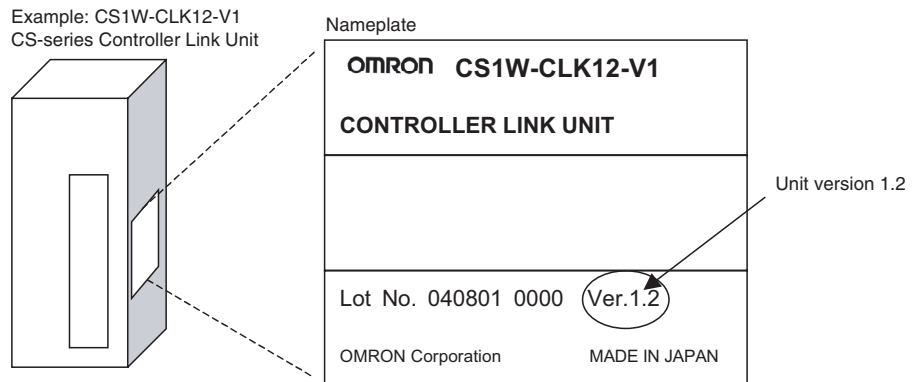 Example: CS1W-CLK12-V1
CS-series Controller Link Unit
Nameplate
OMRON CS1W-CLK12-V1
CONTROLLER LINK UNIT
Unit version 1.2
Lot No. 040801 0000 Ver.1.2
OMRON Corporation MADE IN JAPAN